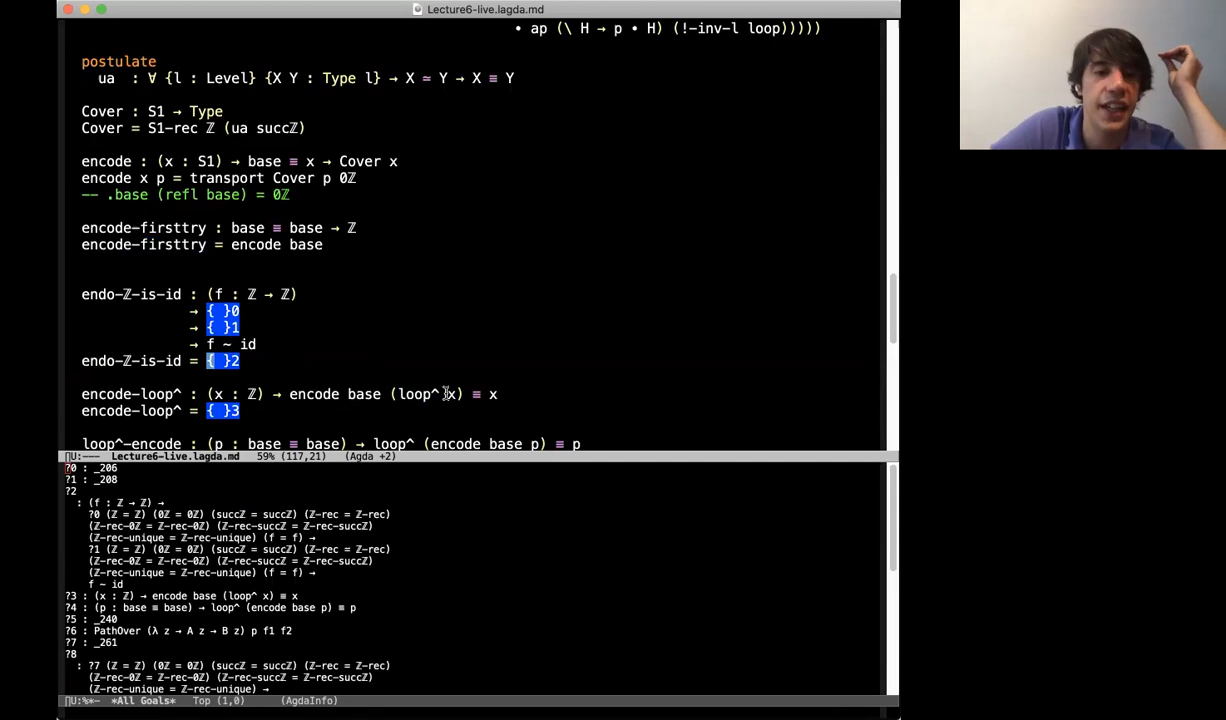 Lecture6-live.lagda.md
• ap (\ H → p • H) (!-inv-l loop)))))
postulate
ua : ∀ {l : Level} {X Y : Type l} → X ≃ Y → X ≡ Y
Cover : S1 → Type
Cover = S1-rec ℤ (ua succℤ)
encode : (x : S1) → base ≡ x → Cover x
encode x p = transport Cover p 0ℤ
-- .base (refl base) = 0ℤ
encode-firsttry : base ≡ base → ℤ
encode-firsttry = encode base
endo-ℤ-is-id : (f : ℤ → ℤ)
→ { }0
→ { }1
→ f ~ id
endo-ℤ-is-id = { }2
encode-loop^ : (x : ℤ) → encode base (loop^ x) ≡ x
encode-loop^ = { }3
loop^-encode : (p : base ≡ base) → loop^ (encode base p) ≡ p
∏U:--- Lecture6-live.lagda.md 59% (117,21) (Agda +2)
?0 : _206
?1 : _208
?2
: (f : ℤ → ℤ) →
?0 (ℤ = ℤ) (0ℤ = 0ℤ) (succℤ = succℤ) (ℤ-rec = ℤ-rec)
(ℤ-rec-0ℤ = ℤ-rec-0ℤ) (ℤ-rec-succℤ = ℤ-rec-succℤ)
(ℤ-rec-unique = ℤ-rec-unique) (f = f) →
?1 (ℤ = ℤ) (0ℤ = 0ℤ) (succℤ = succℤ) (ℤ-rec = ℤ-rec)
(ℤ-rec-0ℤ = ℤ-rec-0ℤ) (ℤ-rec-succℤ = ℤ-rec-succℤ)
(ℤ-rec-unique = ℤ-rec-unique) (f = f) →
f ~ id
?3 : (x : ℤ) → encode base (loop^ x) ≡ x
?4 : (p : base ≡ base) → loop^ (encode base p) ≡ p
?5 : _240
?6 : PathOver (λ z → A z → B z) p f1 f2
?7 : _261
?8
: ?7 (ℤ = ℤ) (0ℤ = 0ℤ) (succℤ = succℤ) (ℤ-rec = ℤ-rec)
(ℤ-rec-0ℤ = ℤ-rec-0ℤ) (ℤ-rec-succℤ = ℤ-rec-succℤ)
(ℤ-rec-unique = ℤ-rec-unique) →
∏U:%*- *All Goals* Top (1,0) (AgdaInfo)